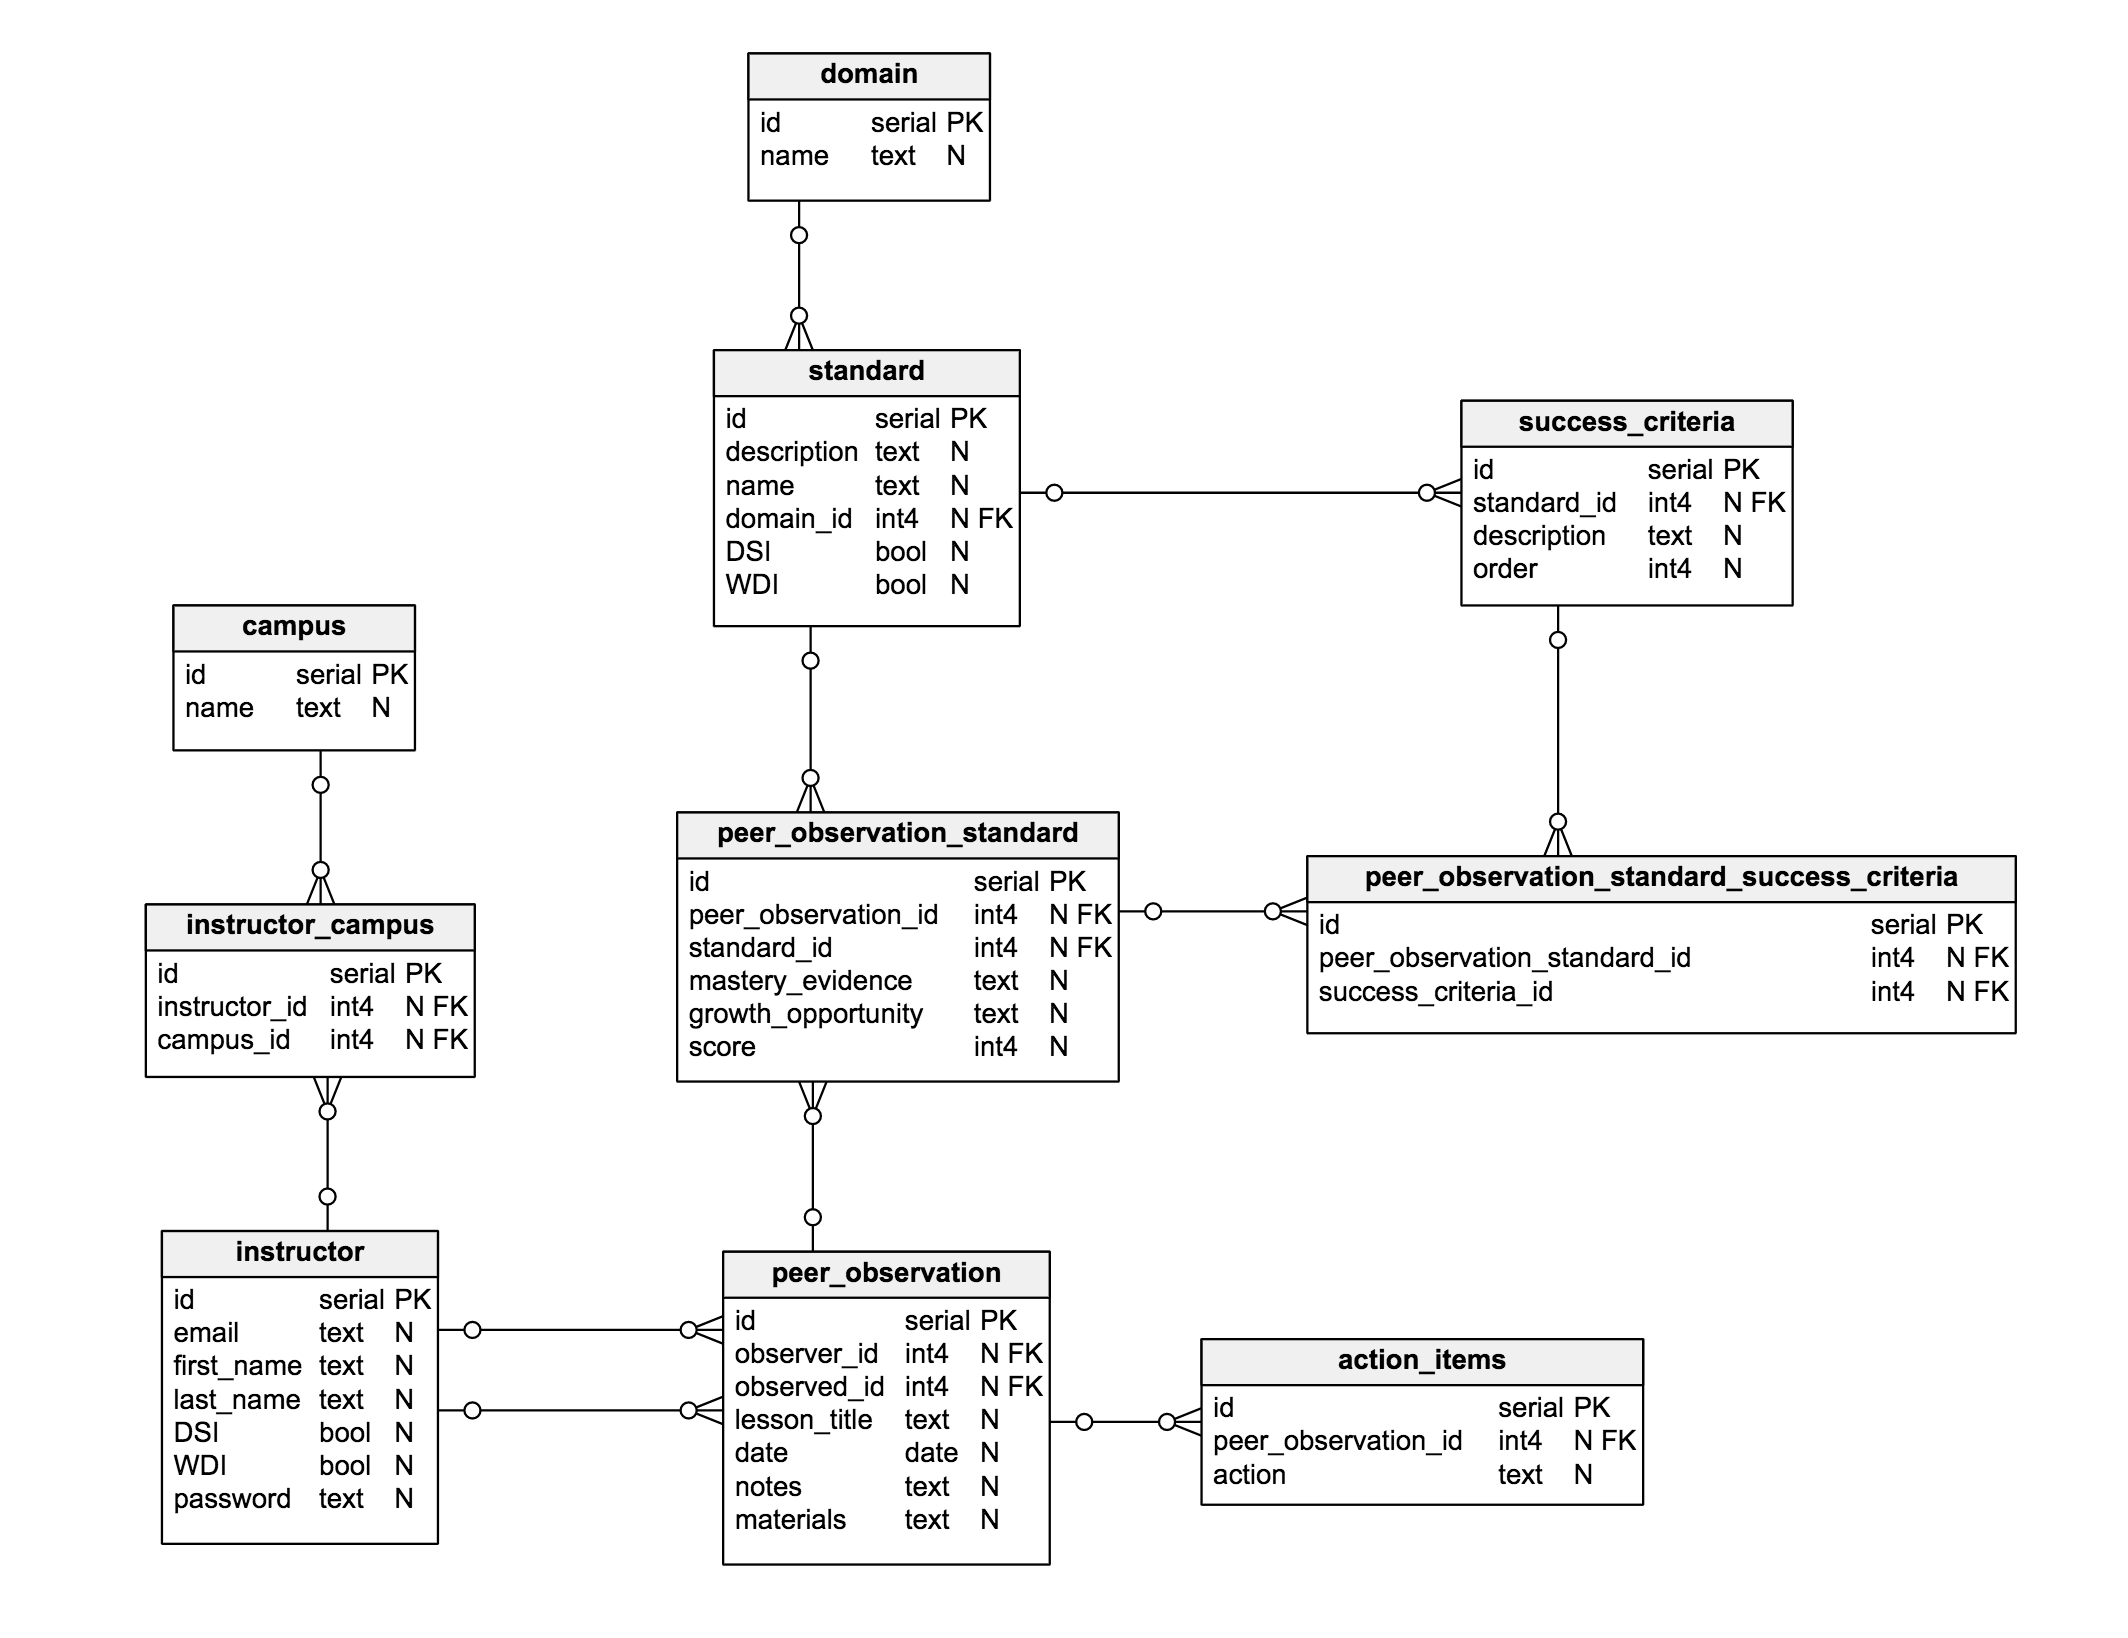 domain
id serial PK
name text N
standard
id serial PK
description text N
name text N
domain_id int4 N FK
DSI bool N
WDI bool N
success_criteria
id serial PK
standard_id int4 N FK
description text N
order int4 N
campus
id serial PK
name text N
peer_observation_standard
id serial PK
peer_observation_id int4 N FK
standard_id int4 N FK
mastery_evidence text N
growth_opportunity text N
score int4 N
peer_observation_standard_success_criteria
id serial PK
peer_observation_standard_id int4 N FK
success_criteria_id int4 N FK
instructor_campus
id serial PK
instructor_id int4 N FK
campus_id int4 N FK
instructor
id serial PK
email text N
first_name text N
last_name text N
DSI bool N
WDI bool N
password text N
peer_observation
id serial PK
observer_id int4 N FK
observed_id int4 N FK
lesson_title text N
date date N
notes text N
materials text N
action_items
id serial PK
peer_observation_id int4 N FK
action text N